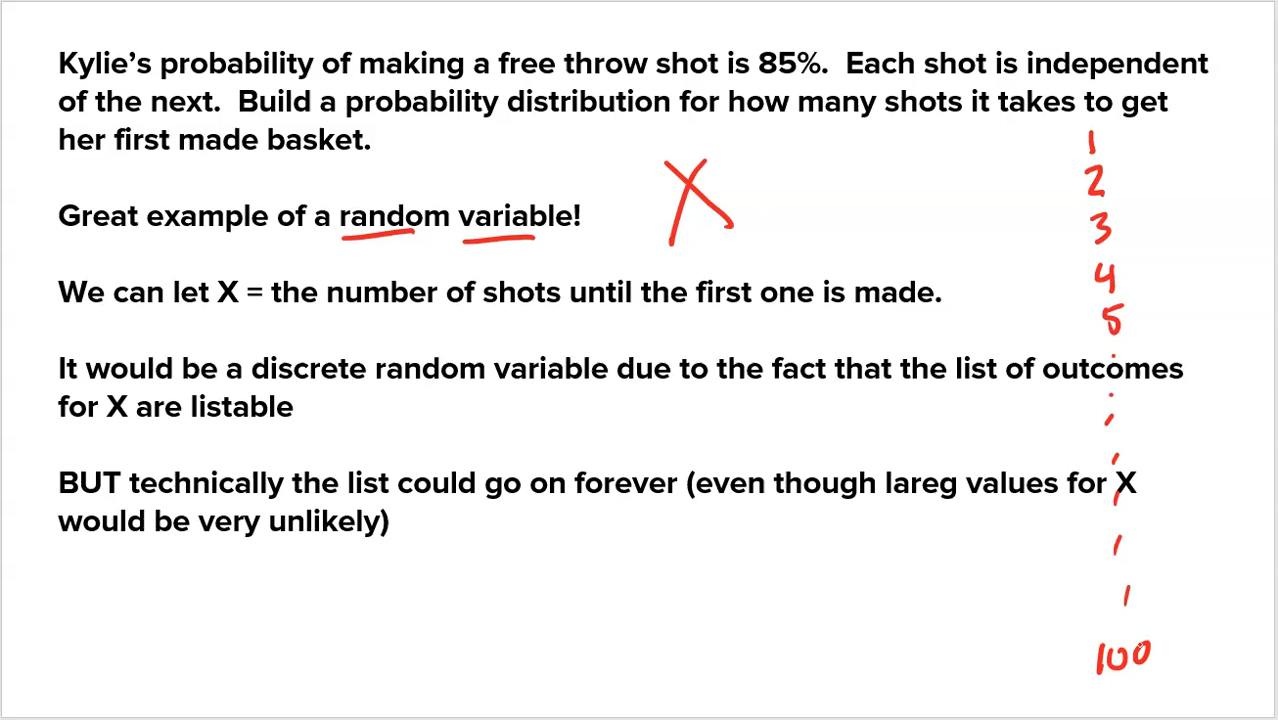 Kylie's probability of making a free throw shot is 85%. Each shot is independent
of the next. Build a probability distribution for how many shots it takes to get
her first made basket.
1
2
X
Great example of a random variable!
3
4
We can let X = the number of shots until the first one is made.
5
It would be a discrete random variable due to the fact that the list of outcomes
for X are listable
BUT technically the list could go on forever (even though lareg values for X
would be very unlikely)
100